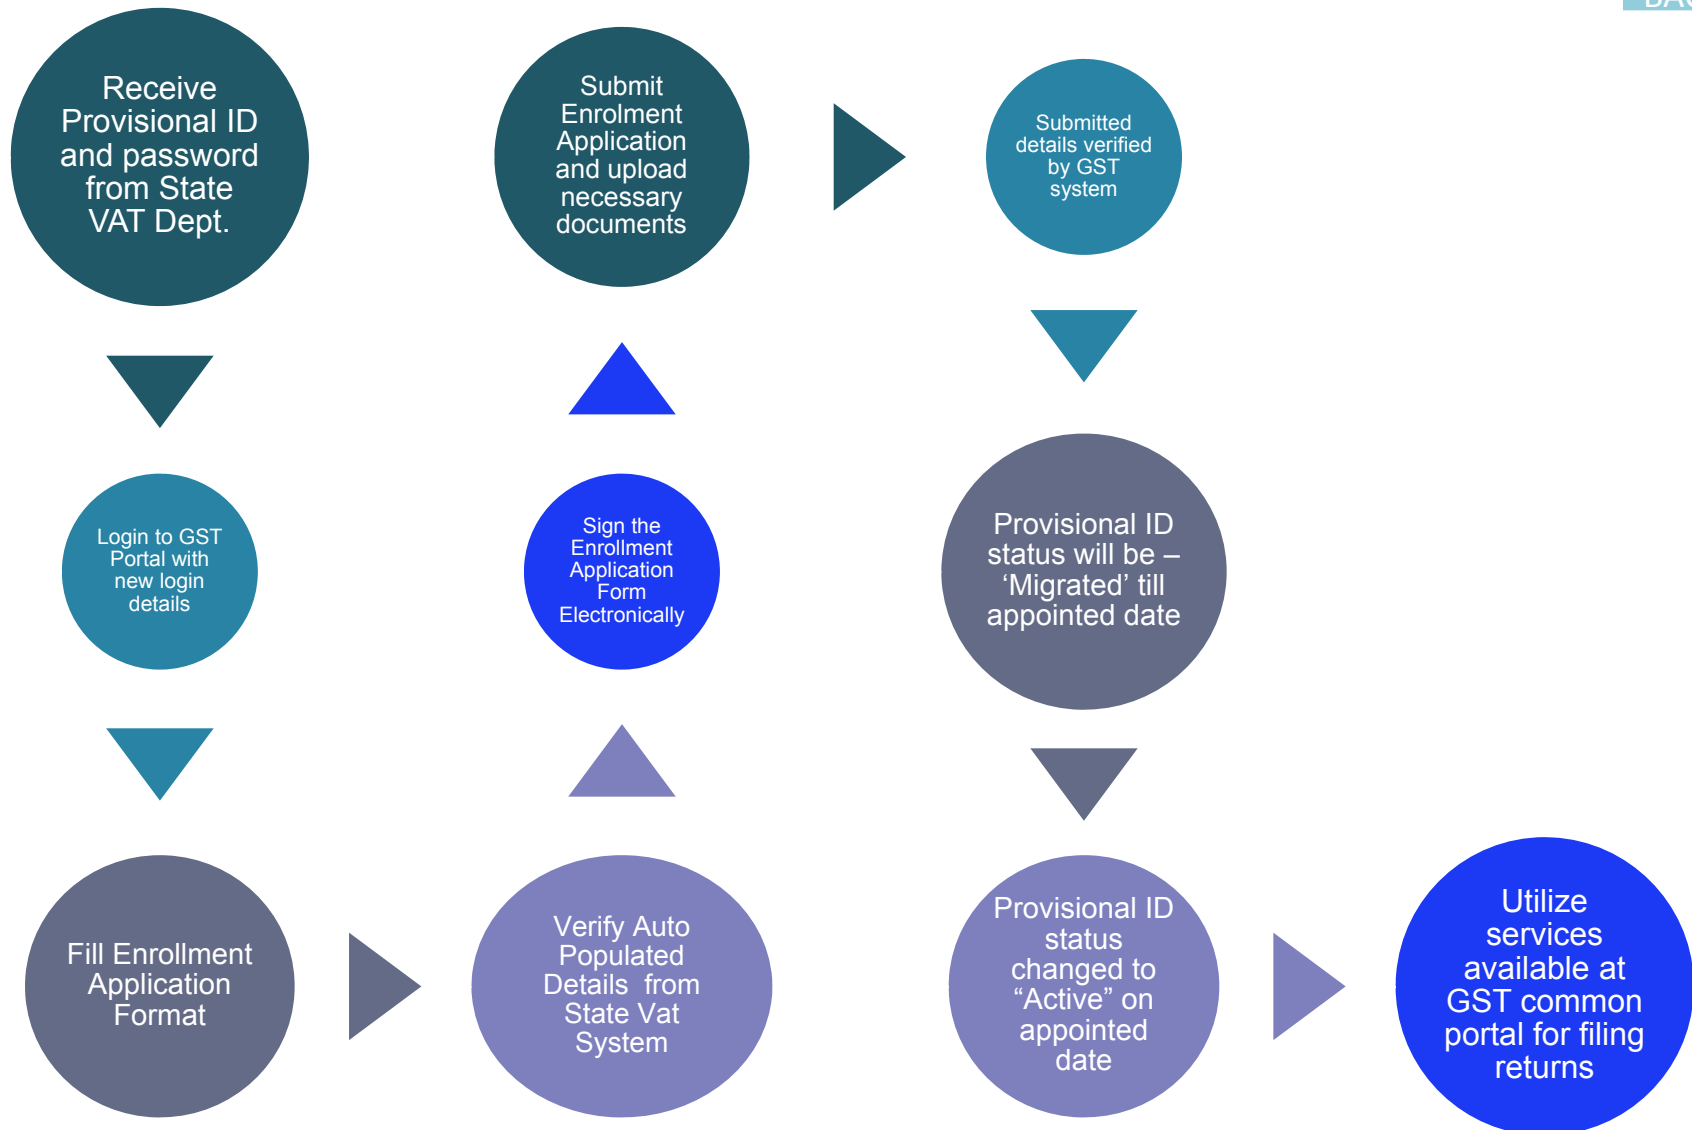 Receive
Provisional ID
and password
from State
VAT Dept.
Login to GST
Portal with
new login
details
Fill Enrollment
Application
Format
Verify Auto
Populated
Details  from
State Vat
System
Sign the
Enrollment
Application
Form
Electronically
Submit
Enrolment
Application
and upload
necessary
documents
Submitted
details verified
by GST
system
Provisional ID
status will be –
‘Migrated’ till
appointed date
Provisional ID
status
changed to
“Active” on
appointed
date
Utilize
services
available at
GST common
portal for filing
returns